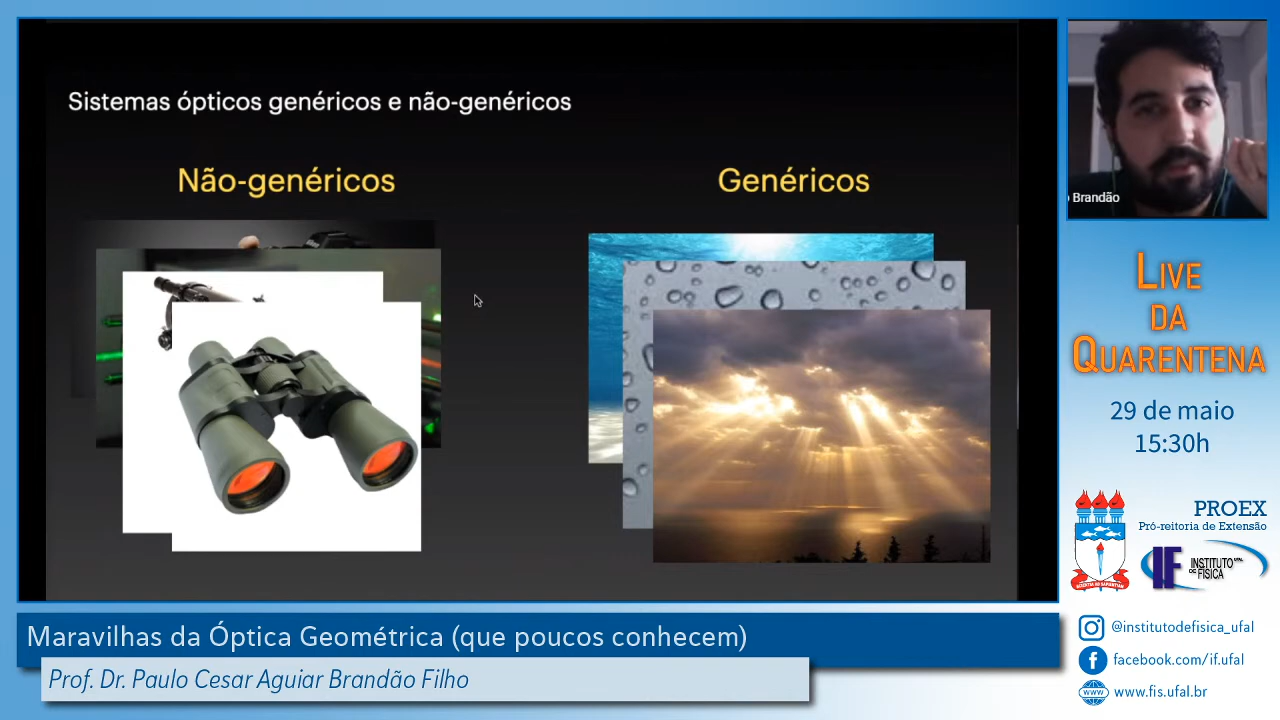 Sistemas ópticos genéricos e não-genéricos
Não-genéricos
Genéricos
Brandão
LIVE
DA
QUARENTENA
29 de maio
15:30h
PROEX
Pró-reitoria de Extensão
IF INSTITUTO UFAL
DE FÍSICA
@institutodefisica_ufal
facebook.com/if.ufal
www.fis.ufal.br
Maravilhas da Óptica Geométrica (que poucos conhecem)
Prof. Dr. Paulo Cesar Aguiar Brandão Filho